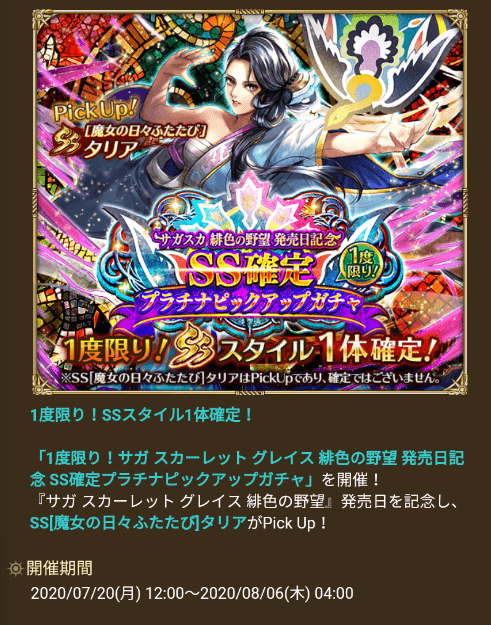 Pick Up!
[魔女の日々ふたたび]
SS タリア
サガスカ 緋色の野望 発売日記念
SS確定
1度限り!
プラチナピックアップガチャ
1度限り! SSスタイル1体確定!
※SS[魔女の日々ふたたび]タリアはPickUpであり、確定ではございません。
1度限り！SSスタイル1体確定！
「1度限り！サガ スカーレット グレイス 緋色の野望 発売日記
念 SS確定プラチナピックアップガチャ」を開催！
『サガ スカーレット グレイス 緋色の野望』発売日を記念し、
SS[魔女の日々ふたたび]タリアがPick Up！
開催期間
2020/07/20(月) 12:00～2020/08/06(木) 04:00